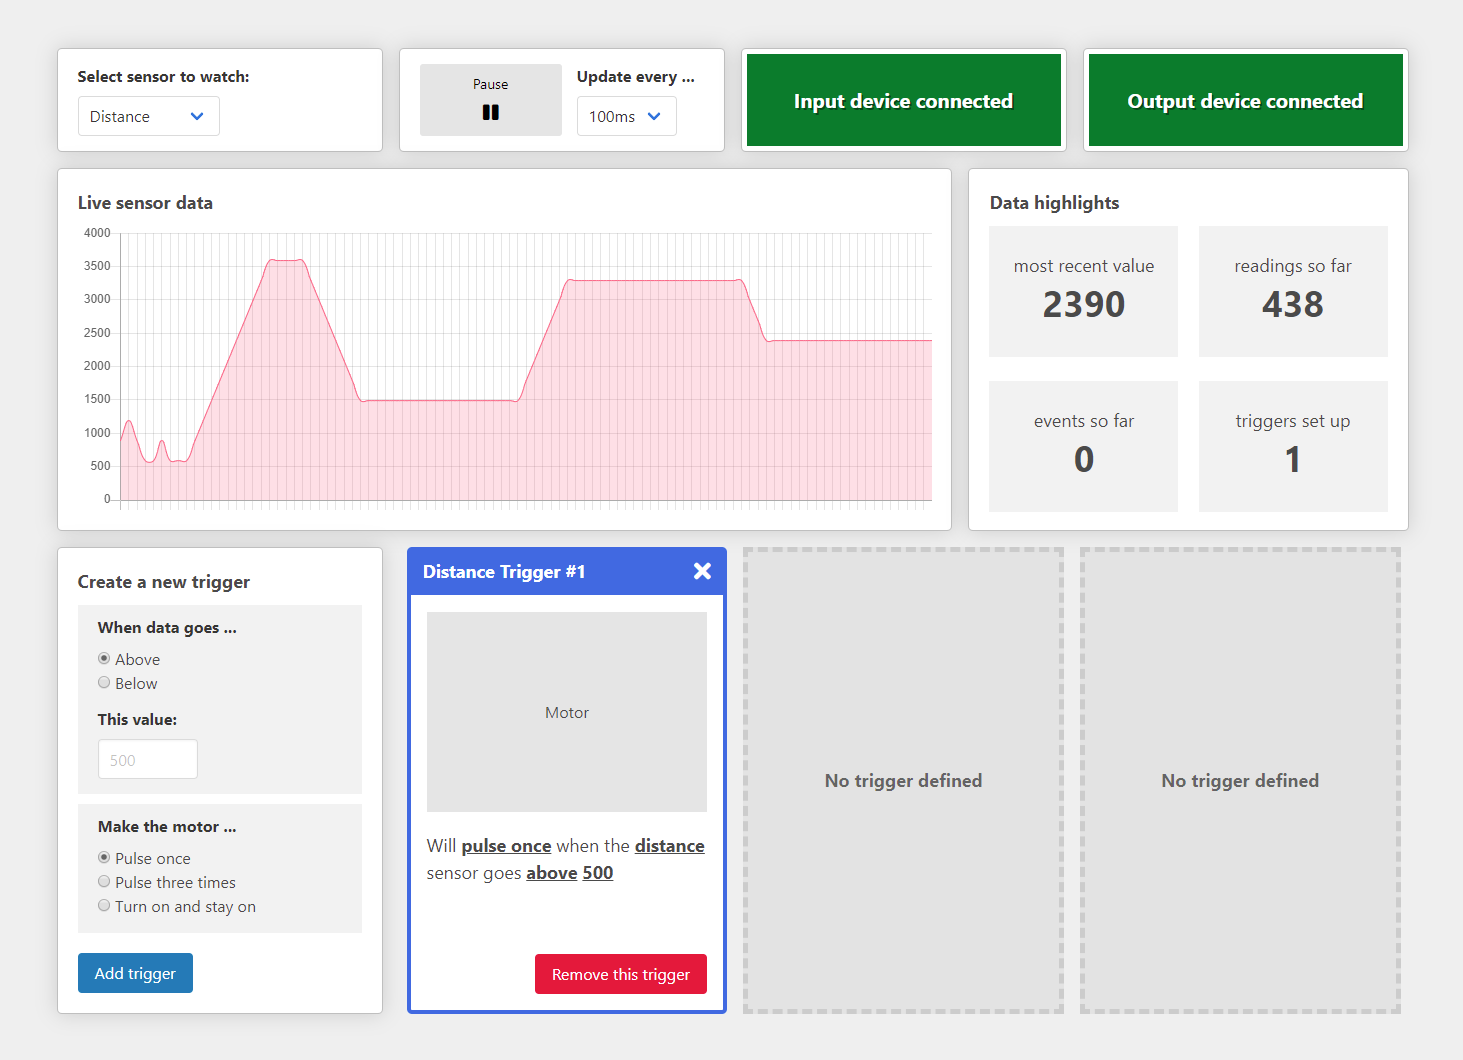 Select sensor to watch:
Distance
Pause
Update every ...
100ms
Input device connected
Output device connected
Live sensor data
4000
3500
3000
2500
2000
1500
1000
500
0
Data highlights
most recent value
2390
readings so far
438
events so far
0
triggers set up
1
Create a new trigger
When data goes ...
Above
Below
This value:
500
Make the motor ...
Pulse once
Pulse three times
Turn on and stay on
Add trigger
Distance Trigger #1
Motor
Will pulse once when the distance
sensor goes above 500
Remove this trigger
No trigger defined
No trigger defined